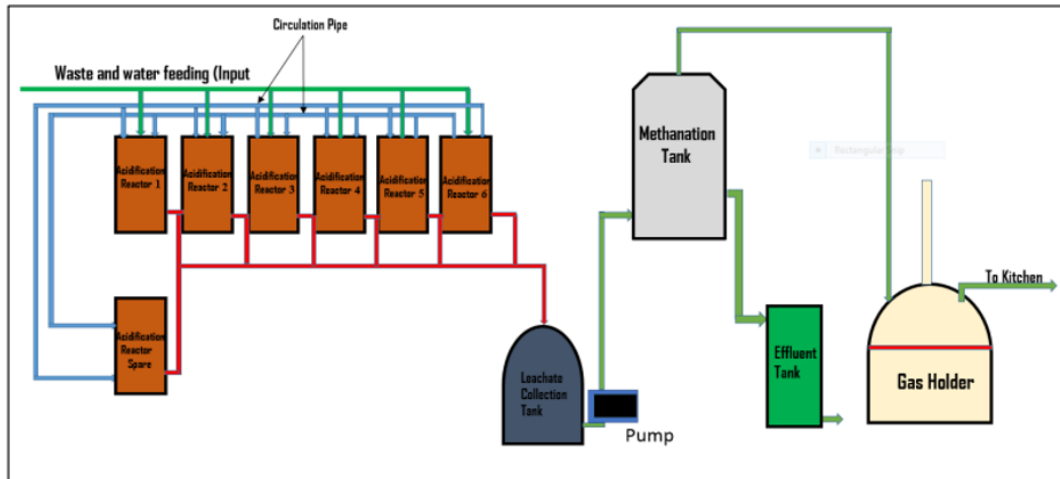 Circulation Pipe
Waste and water feeding (Input
Acidification
Reactor 1
Acidification
Reactor 2
Acidification
Reactor 3
Acidification
Reactor 4
Acidification
Reactor 5
Acidification
Reactor 6
Methanation
Tank
Rectangular Snip
To Kitchen
Acidification
Reactor
Spare
Leachate
Collection
Tank
Pump
Effluent
Tank
Gas Holder